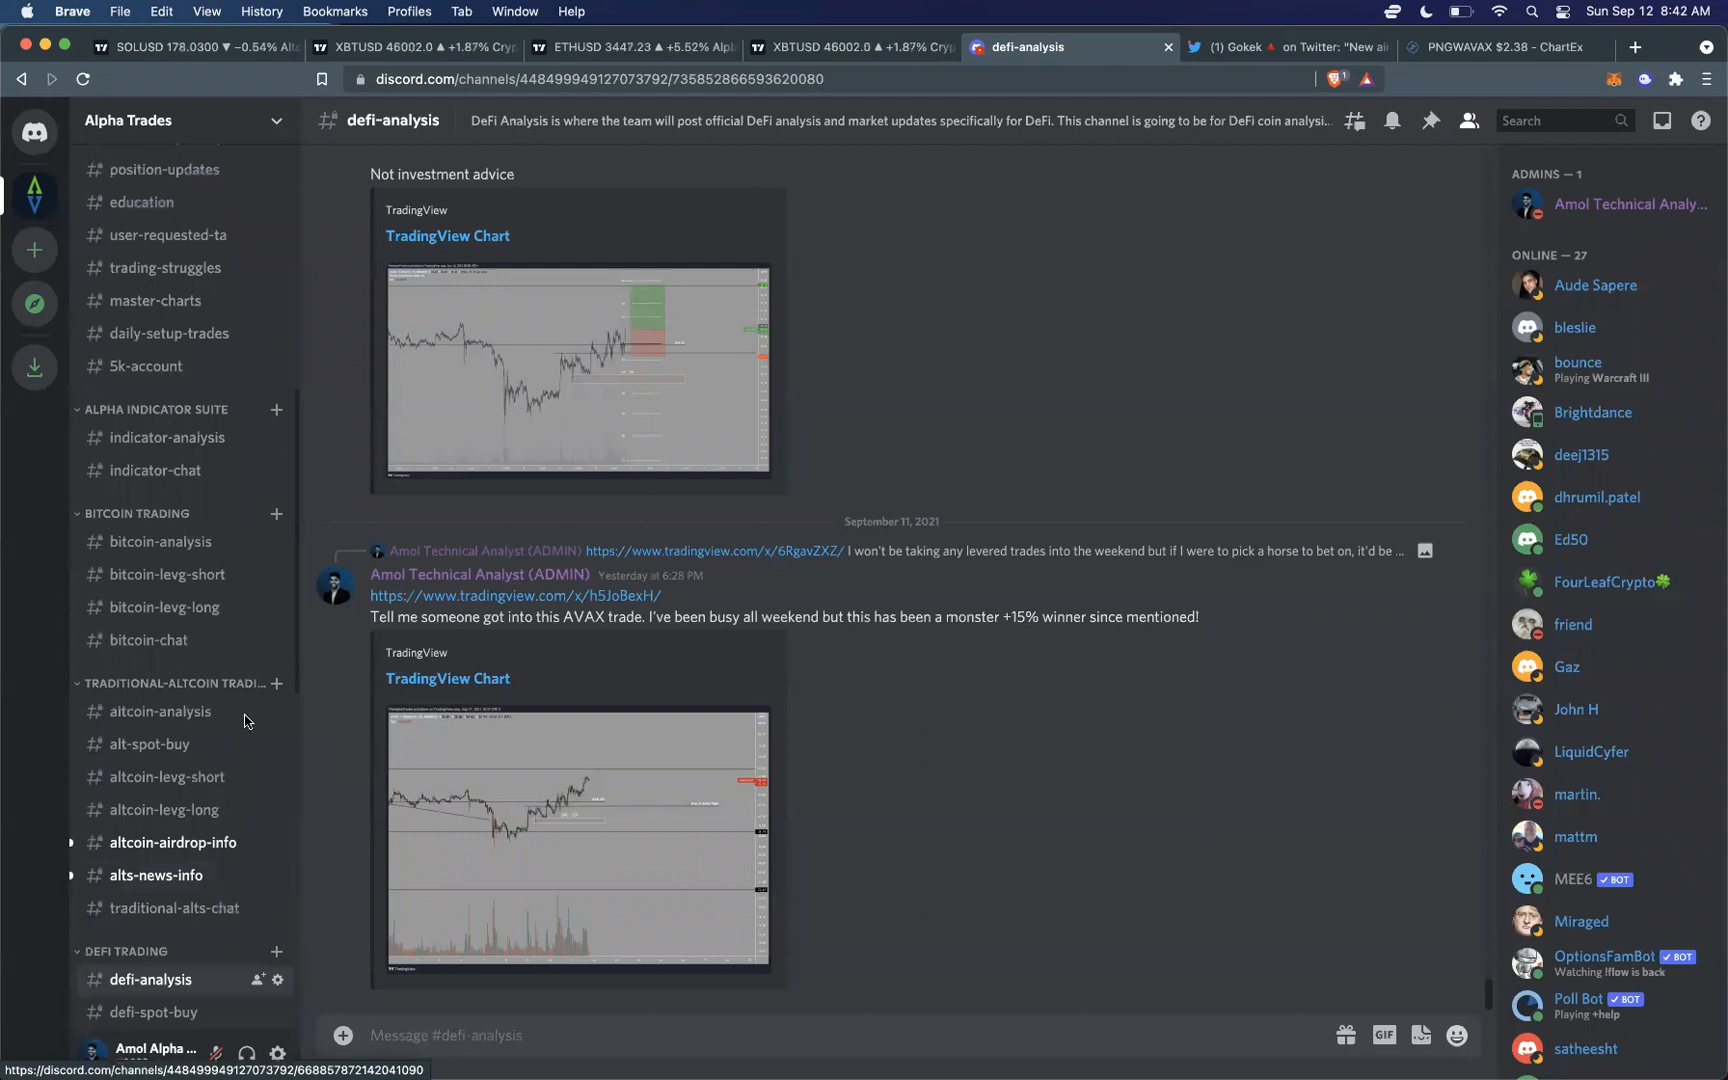 Brave File Edit View History Bookmarks Profiles Tab Window Help
Sun Sep 12 8:42 AM
SOLUSD 178.0300 ▼ −0.54% Alt
XBTUSD 46002.0 ▲ +1.87% Cryp
ETHUSD 3447.23 ▲ +5.52% Alp
XBTUSD 46002.0 ▲ +1.87% Cryp
defi-analysis
(1) Gokek 🔺 on Twitter: "New ai
PNGWAVAX $2.38 - ChartEx
discord.com/channels/448499949127073792/735852866593620080
1
Alpha Trades
position-updates
education
user-requested-ta
trading-struggles
master-charts
daily-setup-trades
5k-account
ALPHA INDICATOR SUITE
indicator-analysis
indicator-chat
BITCOIN TRADING
bitcoin-analysis
bitcoin-levg-short
bitcoin-levg-long
bitcoin-chat
TRADITIONAL-ALTCOIN TRADI...
altcoin-analysis
alt-spot-buy
altcoin-levg-short
altcoin-levg-long
altcoin-airdrop-info
alts-news-info
traditional-alts-chat
DEFI TRADING
defi-analysis
defi-spot-buy
Amol Alpha ...
https://discord.com/channels/448499949127073792/668857872142041090
defi-analysis
DeFi Analysis is where the team will post official DeFi analysis and market updates specifically for DeFi. This channel is going to be for DeFi coin analysi...
Search
Not investment advice
TradingView
TradingView Chart
September 11, 2021
Amol Technical Analyst (ADMIN) https://www.tradingview.com/x/6RgavZXZ/ I won't be taking any levered trades into the weekend but if I were to pick a horse to bet on, it'd be ...
Amol Technical Analyst (ADMIN) Yesterday at 6:28 PM
https://www.tradingview.com/x/h5JoBexH/
Tell me someone got into this AVAX trade. I've been busy all weekend but this has been a monster +15% winner since mentioned!
TradingView
TradingView Chart
Message #defi-analysis
GIF
ADMINS — 1
Amol Technical Analy...
ONLINE — 27
Aude Sapere
bleslie
bounce
Playing Warcraft III
Brightdance
deej1315
dhrumil.patel
Ed50
FourLeafCrypto🍀
friend
Gaz
John H
LiquidCyfer
martin.
mattm
MEE6 ✓ BOT
Miraged
OptionsFamBot ✓ BOT
Watching !flow is back
Poll Bot ✓ BOT
Playing +help
satheesht